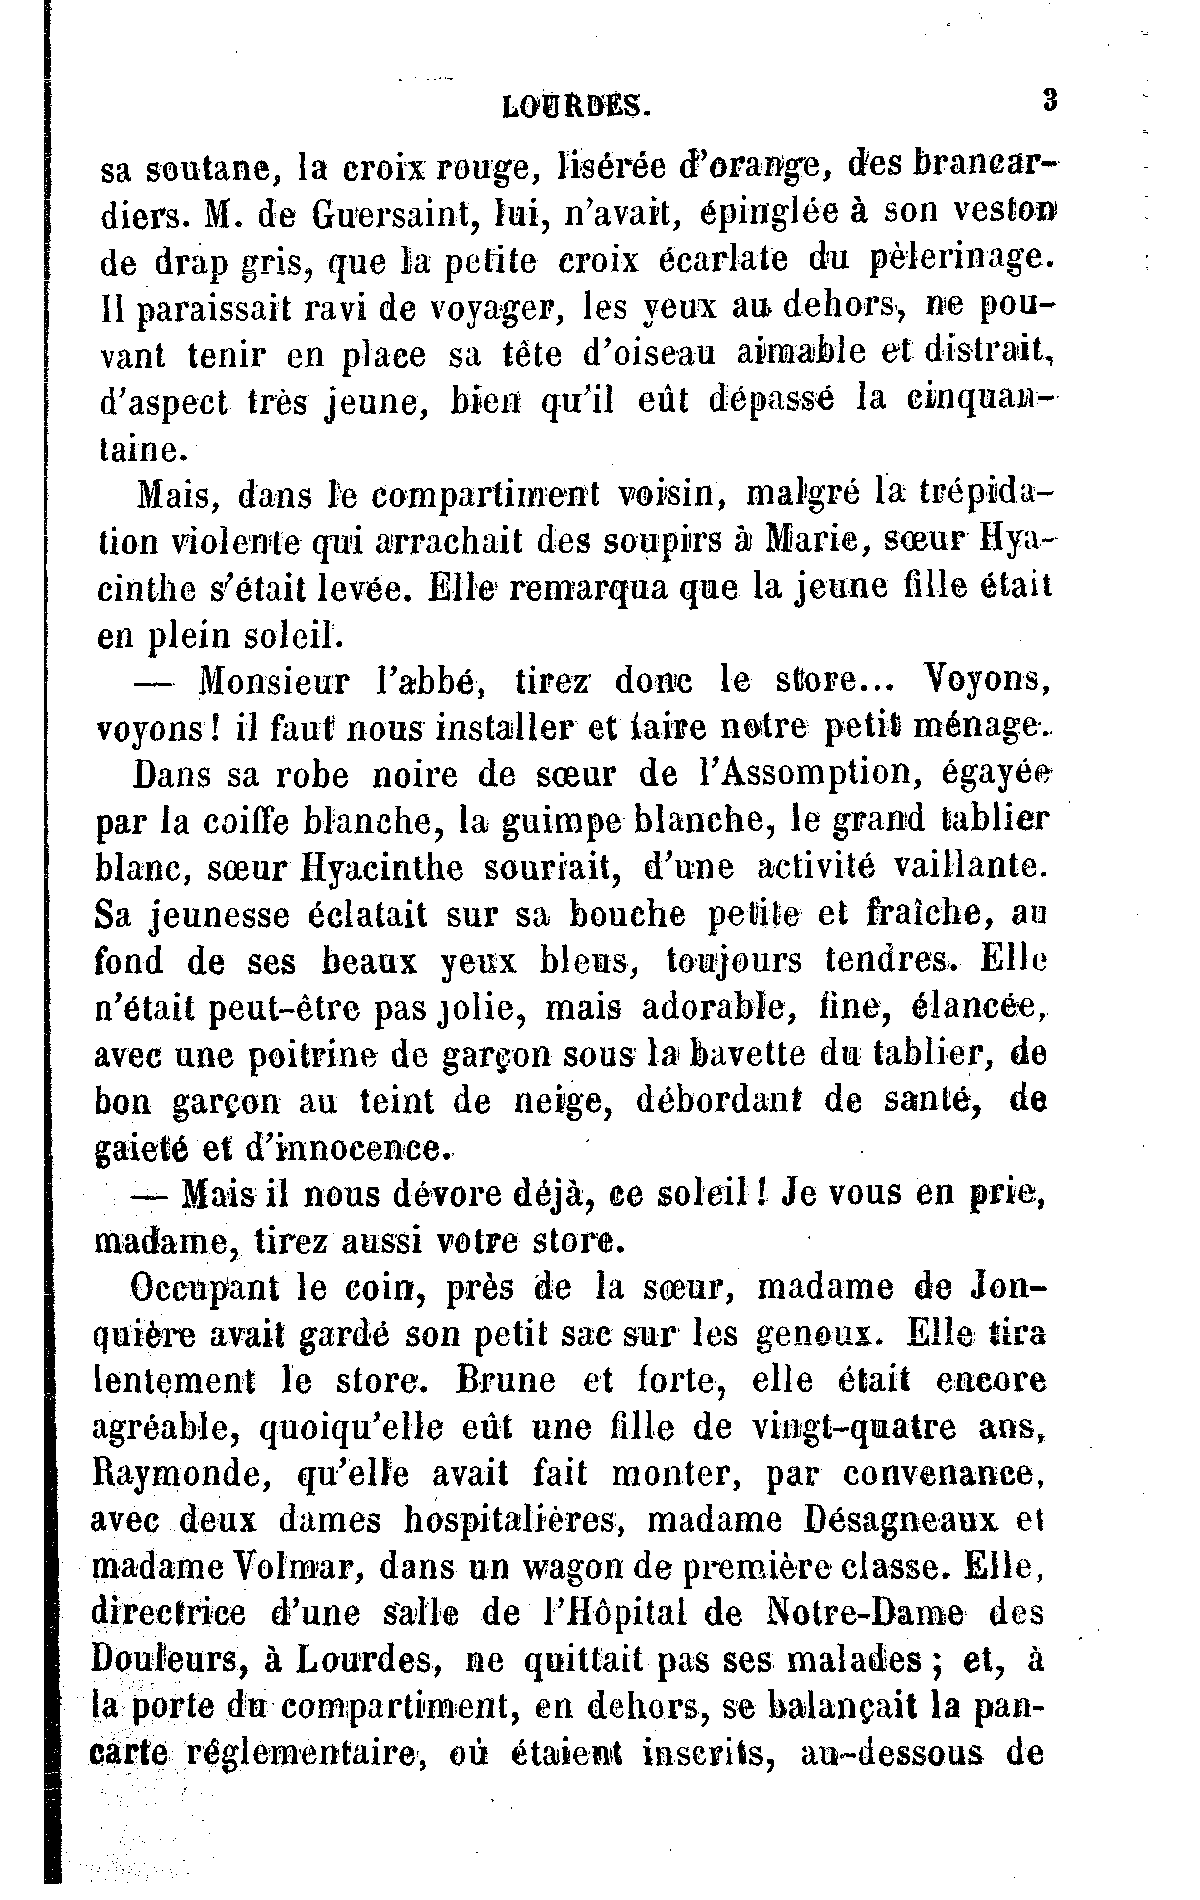 LOURDES. 3
sa soutane, la croix rouge, lisérée d'orange, des brancar-
diers. M. de Guersaint, lui, n'avait, épinglée à son veston
de drap gris, que la petite croix écarlate du pèlerinage.
Il paraissait ravi de voyager, les yeux au dehors, ne pou-
vant tenir en place sa tête d'oiseau aimable et distrait,
d'aspect très jeune, bien qu'il eût dépassé la cinquan-
taine.
Mais, dans le compartiment voisin, malgré la trépida-
tion violente qui arrachait des soupirs à Marie, sœur Hya-
cinthe s'était levée. Elle remarqua que la jeune fille était
en plein soleil.
— Monsieur l'abbé, tirez donc le store... Voyons,
voyons! il faut nous installer et faire notre petit ménage.
Dans sa robe noire de sœur de l'Assomption, égayée
par la coiffe blanche, la guimpe blanche, le grand tablier
blanc, sœur Hyacinthe souriait, d'une activité vaillante.
Sa jeunesse éclatait sur sa bouche petite et fraîche, au
fond de ses beaux yeux bleus, toujours tendres. Elle
n'était peut-être pas jolie, mais adorable, fine, élancée,
avec une poitrine de garçon sous la bavette du tablier, de
bon garçon au teint de neige, débordant de santé, de
gaieté et d'innocence.
— Mais il nous dévore déjà, ce soleil! Je vous en prie,
madame, tirez aussi votre store.
Occupant le coin, près de la sœur, madame de Jon-
quière avait gardé son petit sac sur les genoux. Elle tira
lentement le store. Brune et forte, elle était encore
agréable, quoiqu'elle eût une fille de vingt-quatre ans,
Raymonde, qu'elle avait fait monter, par convenance,
avec deux dames hospitalières, madame Désagneaux et
madame Volmar, dans un wagon de première classe. Elle,
directrice d'une salle de l'Hôpital de Notre-Dame des
Douleurs, à Lourdes, ne quittait pas ses malades; et, à
la porte du compartiment, en dehors, se balançait la pan-
carte réglementaire, où étaient inscrits, au-dessous de